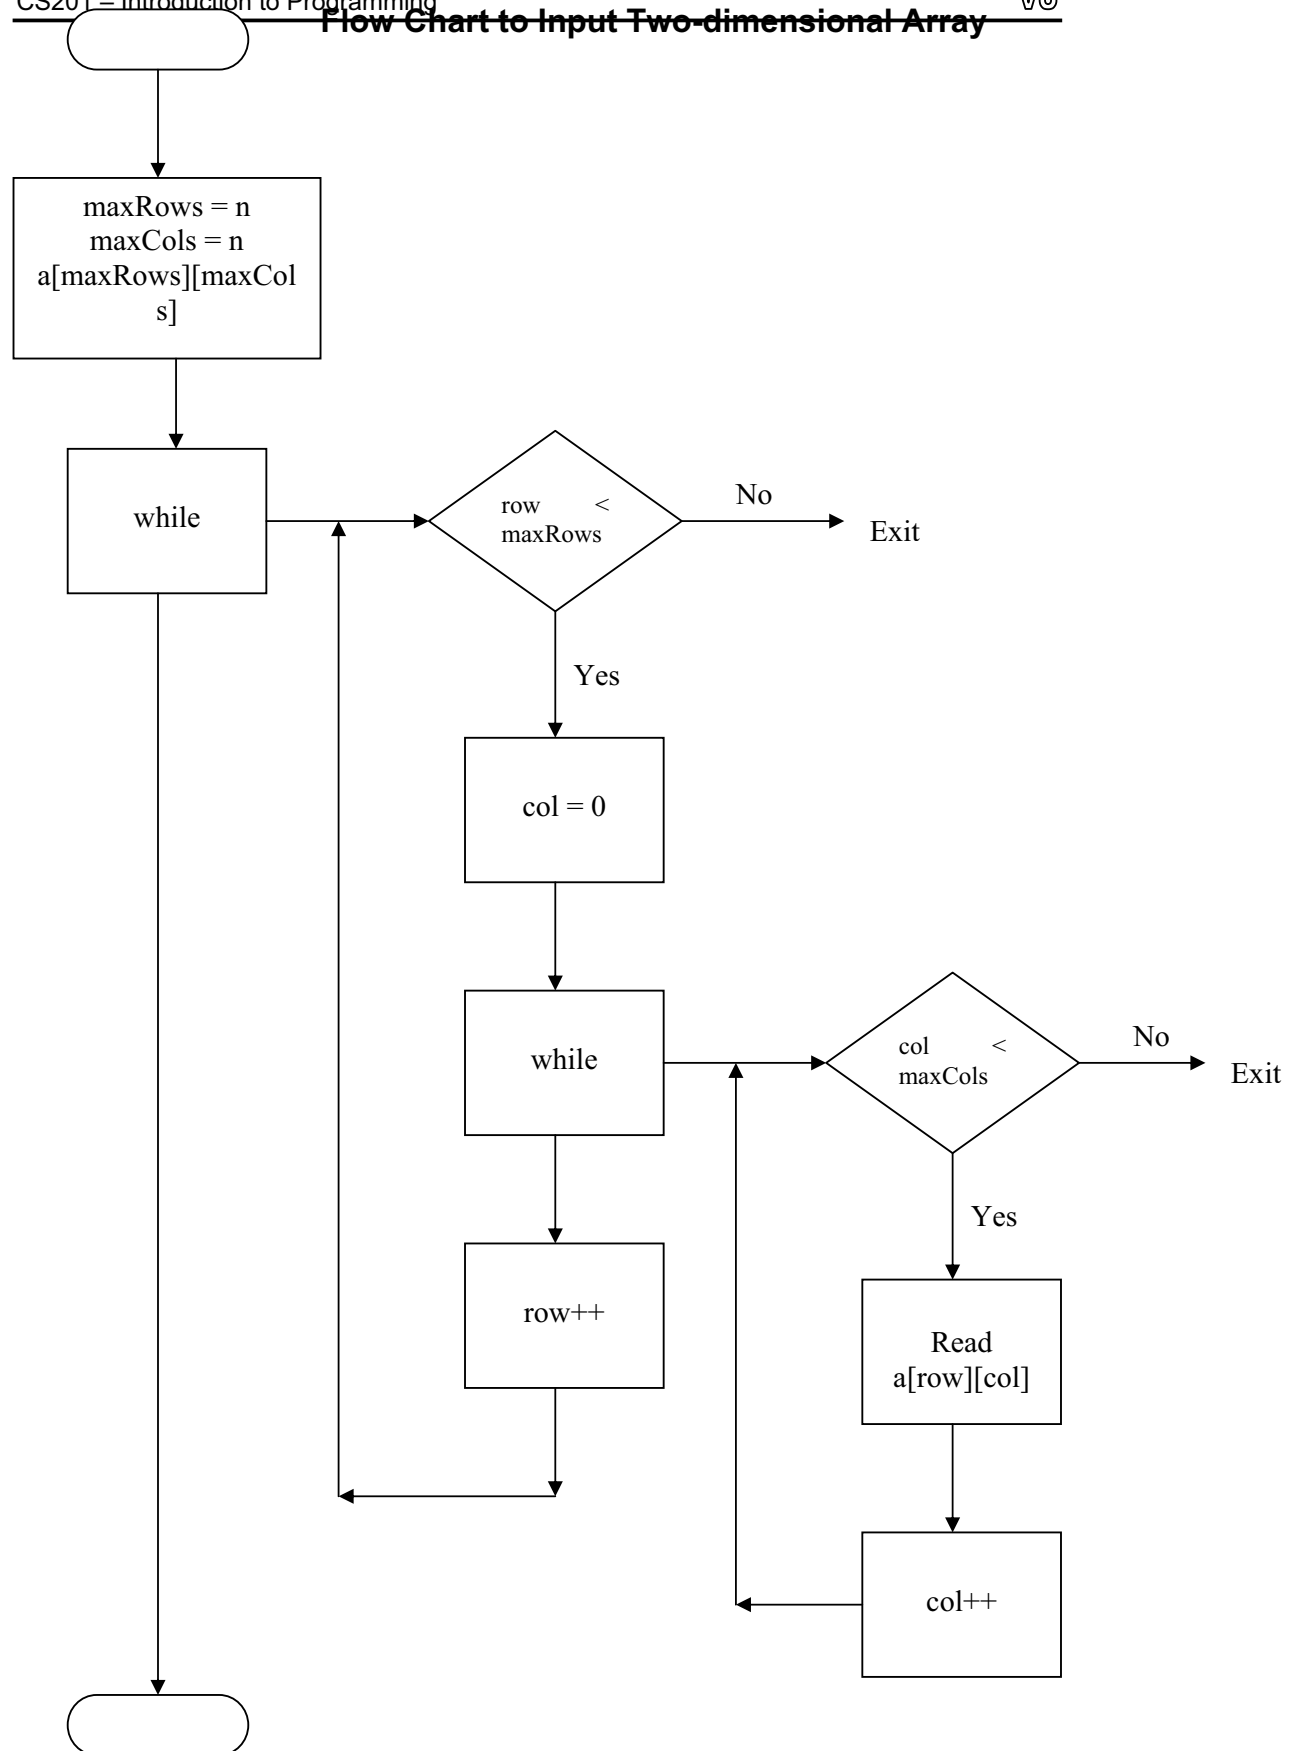 CS201 – Introduction to Programming
Flow Chart to Input Two-dimensional Array
maxRows = n
maxCols = n
a[maxRows][maxCol
s]
while
row <
maxRows
No
Exit
Yes
col = 0
while
col <
maxCols
No
Exit
Yes
row++
Read
a[row][col]
col++